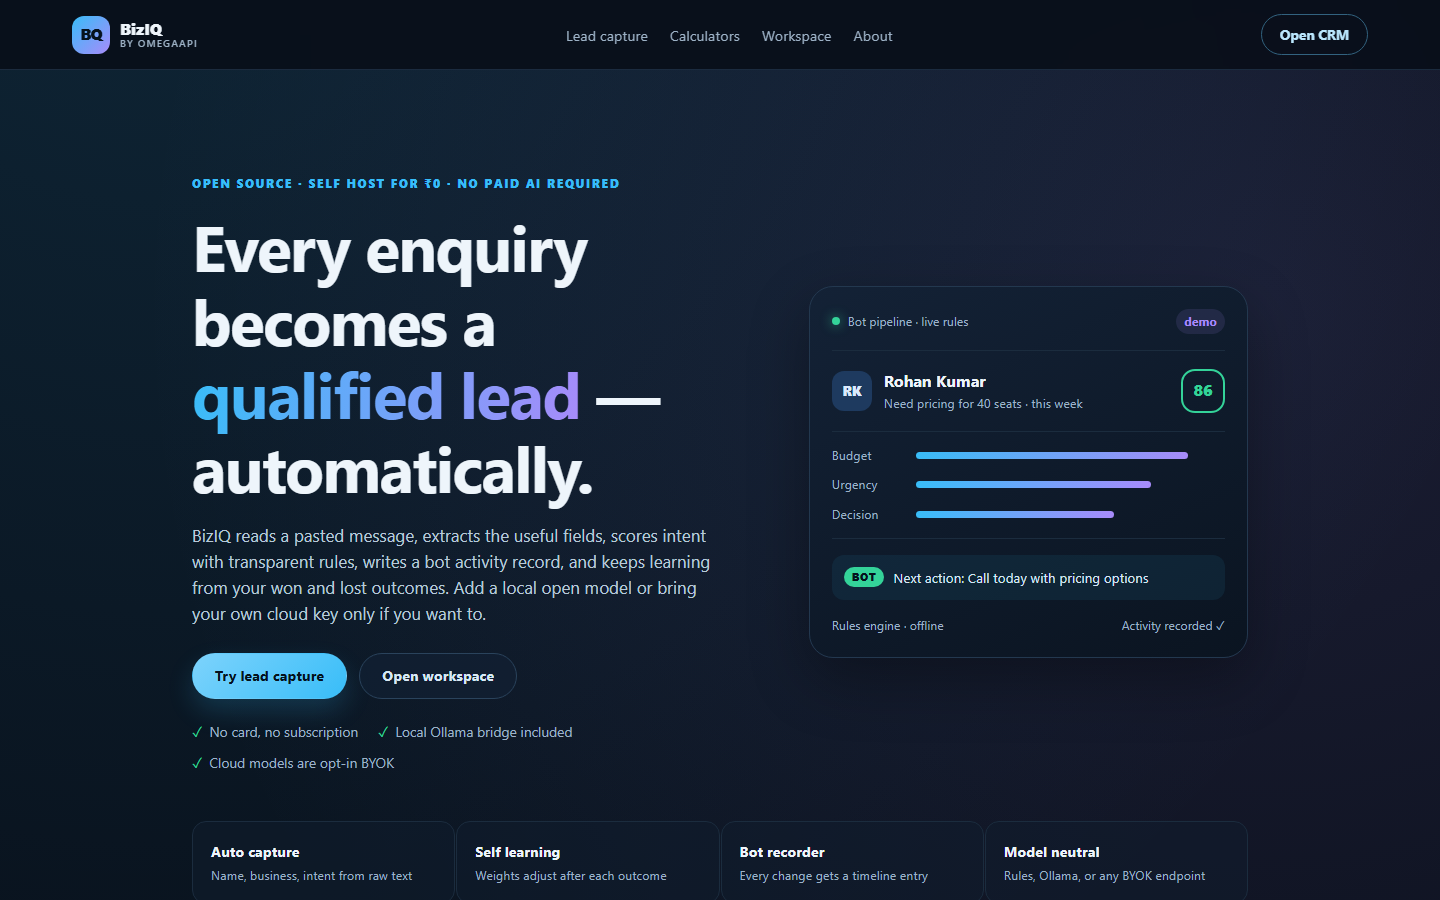 BQ
BizIQ
BY OMEGAAPI
Lead capture
Calculators
Workspace
About
Open CRM
OPEN SOURCE · SELF HOST FOR ₹0 · NO PAID AI REQUIRED
Every enquiry
becomes a
qualified lead —
automatically.
BizIQ reads a pasted message, extracts the useful fields, scores intent
with transparent rules, writes a bot activity record, and keeps learning
from your won and lost outcomes. Add a local open model or bring
your own cloud key only if you want to.
Try lead capture
Open workspace
✓ No card, no subscription
✓ Local Ollama bridge included
✓ Cloud models are opt-in BYOK
Bot pipeline · live rules
demo
RK
Rohan Kumar
Need pricing for 40 seats · this week
86
Budget
Urgency
Decision
BOT
Next action: Call today with pricing options
Rules engine · offline
Activity recorded ✓
Auto capture
Name, business, intent from raw text
Self learning
Weights adjust after each outcome
Bot recorder
Every change gets a timeline entry
Model neutral
Rules, Ollama, or any BYOK endpoint